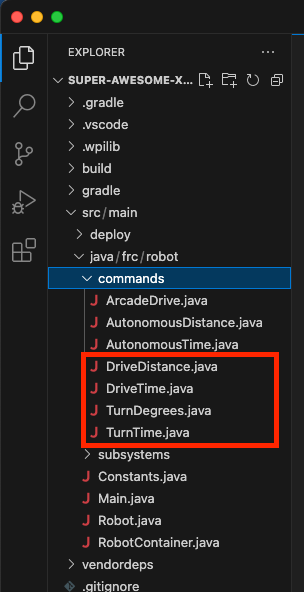 EXPLORER
SUPER-AWESOME-X...
.gradle
.vscode
.wpilib
build
gradle
src/main
deploy
java/frc/robot
commands
J ArcadeDrive.java
J AutonomousDistance.java
J AutonomousTime.java
J DriveDistance.java
J DriveTime.java
J TurnDegrees.java
J TurnTime.java
subsystems
J Constants.java
J Main.java
J Robot.java
J RobotContainer.java
vendordeps
.gitignore